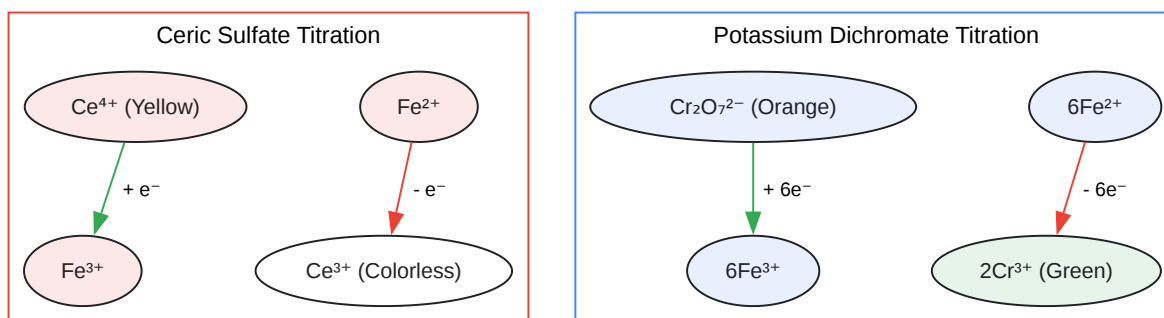 Ceric Sulfate Titration
Ce⁴⁺ (Yellow)
Fe²⁺
+ e⁻
- e⁻
Fe³⁺
Ce³⁺ (Colorless)
Potassium Dichromate Titration
Cr₂O₇²⁻ (Orange)
6Fe²⁺
+ 6e⁻
- 6e⁻
6Fe³⁺
2Cr³⁺ (Green)